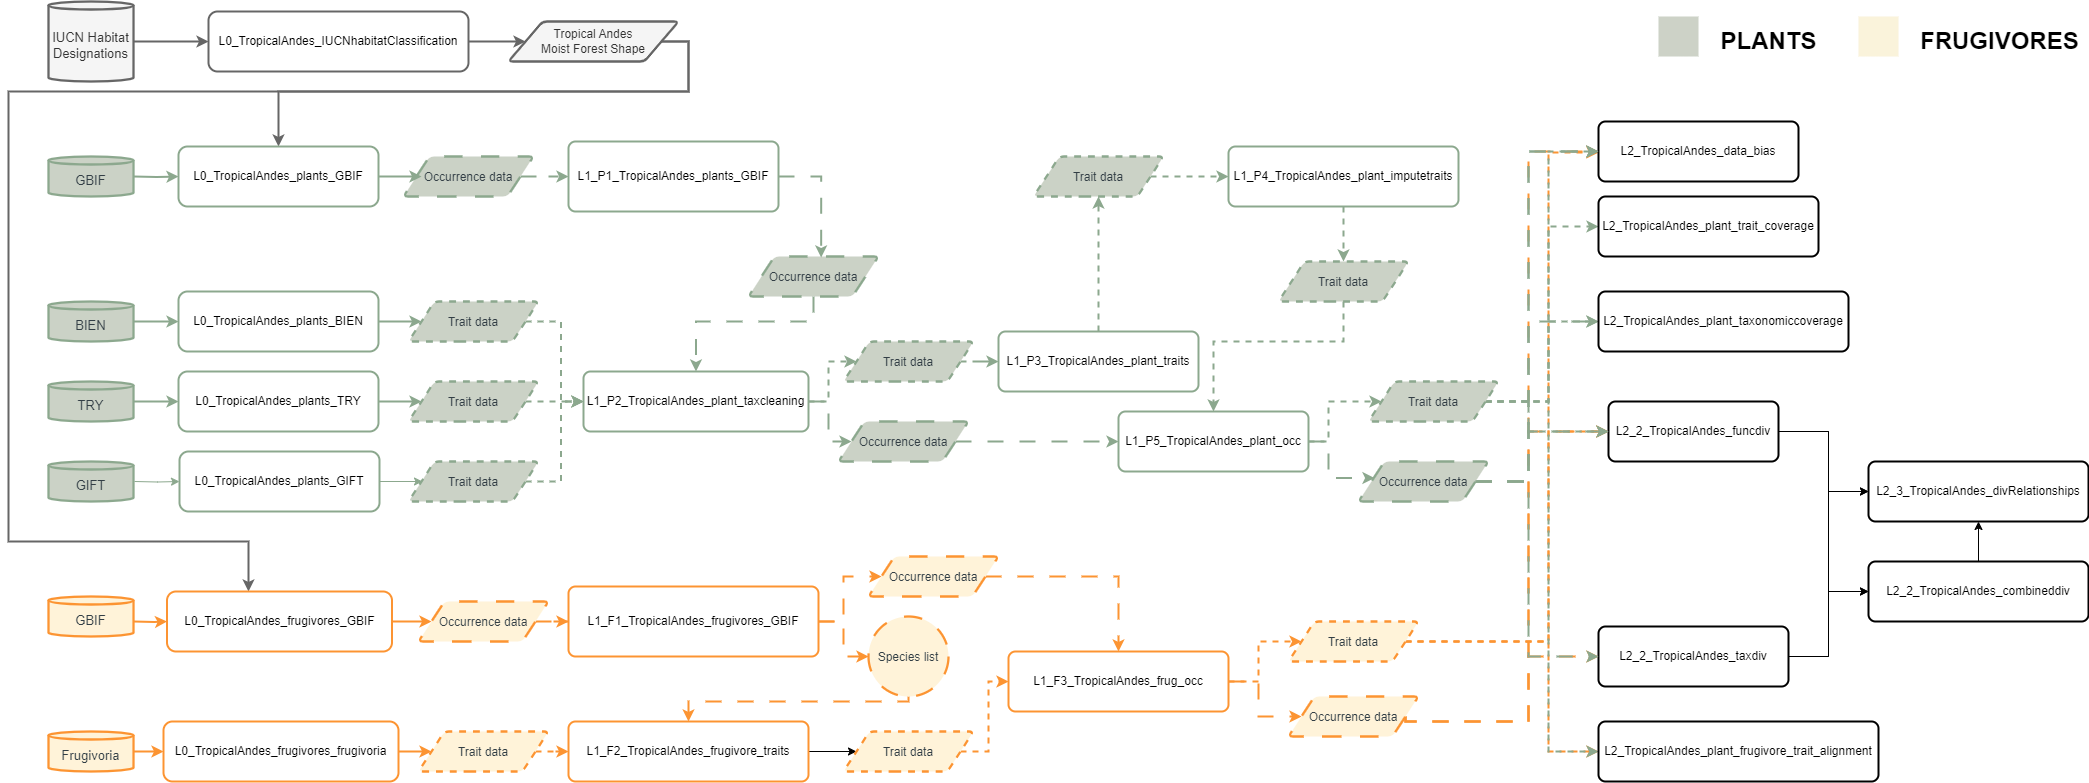 IUCN Habitat
Designations
L0_TropicalAndes_IUCNhabitatClassification
Tropical Andes
Moist Forest Shape
PLANTS
FRUGIVORES
GBIF
L0_TropicalAndes_plants_GBIF
Occurrence data
L1_P1_TropicalAndes_plants_GBIF
Occurrence data
Trait data
L1_P4_TropicalAndes_plant_imputetraits
Trait data
BIEN
L0_TropicalAndes_plants_BIEN
Trait data
TRY
L0_TropicalAndes_plants_TRY
Trait data
GIFT
L0_TropicalAndes_plants_GIFT
Trait data
L1_P2_TropicalAndes_plant_taxcleaning
Trait data
Occurrence data
L1_P3_TropicalAndes_plant_traits
L1_P5_TropicalAndes_plant_occ
Trait data
Occurrence data
L2_TropicalAndes_data_bias
L2_TropicalAndes_plant_trait_coverage
L2_TropicalAndes_plant_taxonomiccoverage
L2_2_TropicalAndes_funcdiv
L2_3_TropicalAndes_divRelationships
L2_2_TropicalAndes_combineddiv
L2_2_TropicalAndes_taxdiv
L2_TropicalAndes_plant_frugivore_trait_alignment
GBIF
L0_TropicalAndes_frugivores_GBIF
Occurrence data
L1_F1_TropicalAndes_frugivores_GBIF
Occurrence data
Species list
Frugivoria
L0_TropicalAndes_frugivores_frugivoria
Trait data
L1_F2_TropicalAndes_frugivore_traits
Trait data
L1_F3_TropicalAndes_frug_occ
Trait data
Occurrence data